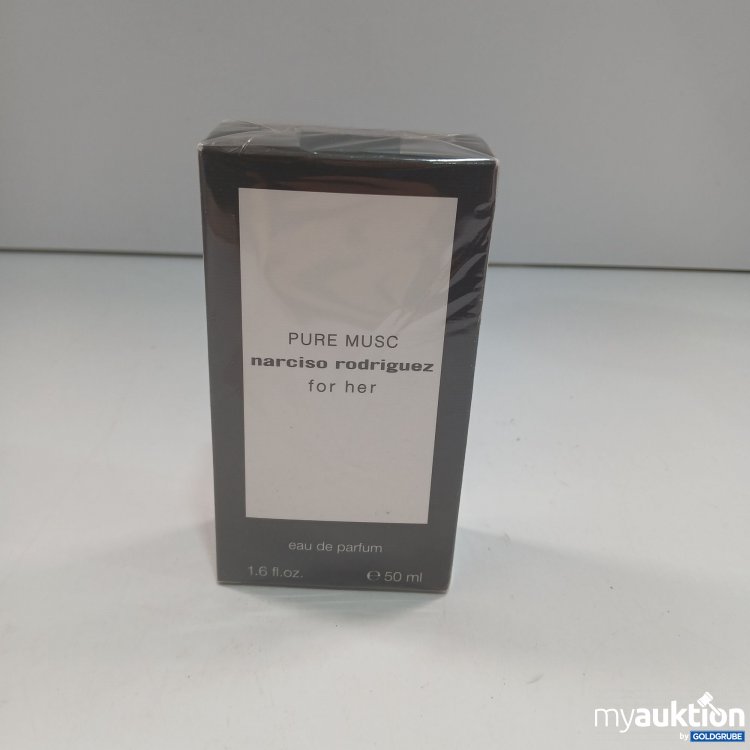 PURE MUSC
narciso rodriguez
for her
eau de parfum
1.6 fl.oz. e 50 ml
myauktion
by GOLDGRUBE